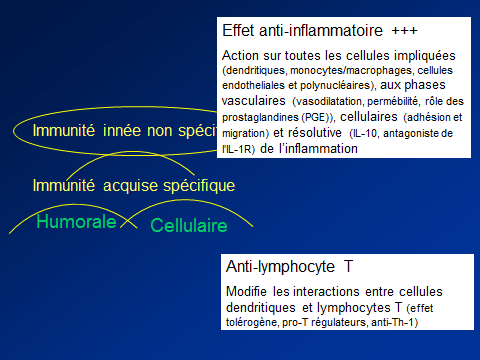 Effet anti-inflammatoire +++
Action sur toutes les cellules impliquées
(dendritiques, monocytes/macrophages, cellules
endotheliales et polynucléaires), aux phases
vasculaires (vasodilatation, permébilité, rôle des
prostaglandines (PGE)), cellulaires (adhésion et
migration) et résolutive (IL-10, antagoniste de
l'IL-1R) de l'inflammation
Immunité innée non spécif
Immunité acquise spécifique
Humorale
Cellulaire
Anti-lymphocyte T
Modifie les interactions entre cellules
dendritiques et lymphocytes T (effet
tolérogène, pro-T régulateurs, anti-Th-1)